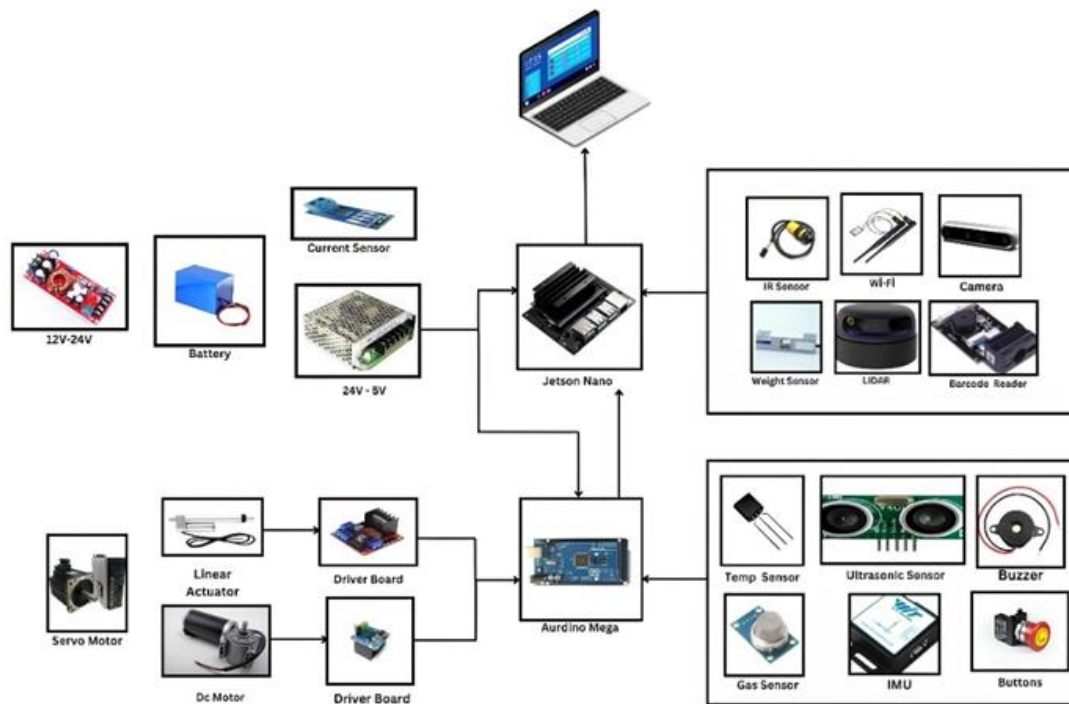 Current Sensor
IR Sensor
Wi-Fi
Camera
12V-24V
Battery
24V - 5V
Jetson Nano
Weight Sensor
LIDAR
Barcode Reader
Linear
Actuator
Driver Board
Servo Motor
Dc Motor
Driver Board
Aurdino Mega
Temp Sensor
Ultrasonic Sensor
Buzzer
Gas Sensor
IMU
Buttons